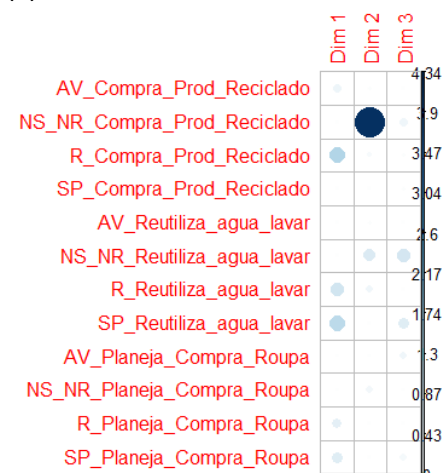 Dim 1
Dim 2
Dim 3
AV_Compra_Prod_Reciclado
NS_NR_Compra_Prod_Reciclado
R_Compra_Prod_Reciclado
SP_Compra_Prod_Reciclado
AV_Reutiliza_agua_lavar
NS_NR_Reutiliza_agua_lavar
R_Reutiliza_agua_lavar
SP_Reutiliza_agua_lavar
AV_Planeja_Compra_Roupa
NS_NR_Planeja_Compra_Roupa
R_Planeja_Compra_Roupa
SP_Planeja_Compra_Roupa
4.34
3.9
3.47
3.04
2.6
2.17
1.74
1.3
0.87
0.43